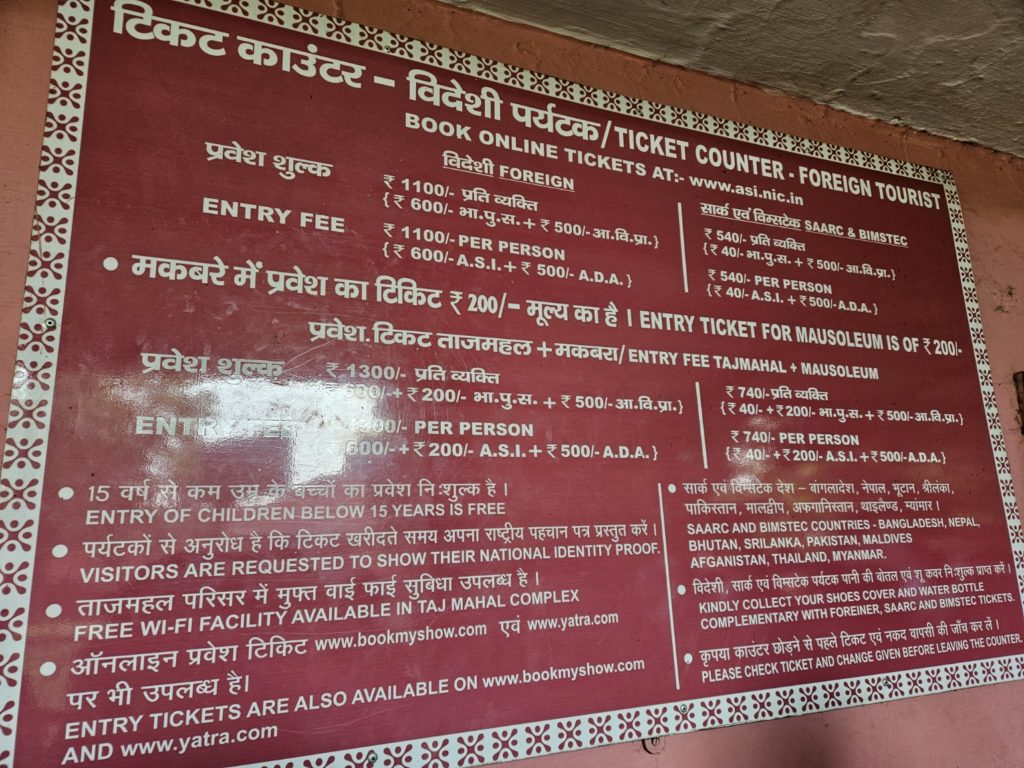 टिकट काउंटर - विदेशी पर्यटक/TICKET COUNTER - FOREIGN TOURIST
BOOK ONLINE TICKETS AT:- www.asi.nic.in
विदेशी FOREIGN
प्रवेश शुल्क
₹ 1100/- प्रति व्यक्ति
{₹ 600/- भा.पु.स.+ ₹ 500/-आ.वि.प्रा.}
ENTRY FEE
₹ 1100/- PER PERSON
{₹ 600/- A.S.I.+ ₹ 500/- A.D.A.}
सार्क एवं विम्सटेक SAARC & BIMSTEC
₹ 540/- प्रति व्यक्ति
{₹ 40/- भा.पु.स. + ₹ 500/- आ.वि.प्रा.}
₹ 540/- PER PERSON
{₹ 40/- A.S.I. + ₹ 500/-A.D.A.}
• मकबरे में प्रवेश का टिकिट ₹ 200/- मूल्य का है । ENTRY TICKET FOR MAUSOLEUM IS OF ₹ 200/-
प्रवेश टिकट ताजमहल + मकबरा/ ENTRY FEE TAJMAHAL + MAUSOLEUM
प्रवेश शुल्क
₹ 1300/- प्रति व्यक्ति
600/-+ ₹ 200/- भा.पु.स. + ₹ 500/-आ.वि.प्रा.}
ENTRY FEE
300/- PER PERSON
600/-+ ₹ 200/- A.S.I. + ₹ 500/- A.D.A.}
₹ 740/- प्रति व्यक्ति
{₹ 40/- +₹ 200/- भा.पु.स. + ₹ 500/-आ.वि.प्रा.}
₹ 740/- PER PERSON
{₹ 40/- +₹ 200/- A.S.I. + ₹ 500/-A.D.A.}
• 15 वर्ष से कम उम्र के बच्चों का प्रवेश नि:शुल्क है ।
ENTRY OF CHILDREN BELOW 15 YEARS IS FREE
• पर्यटकों से अनुरोध है कि टिकट खरीदते समय अपना राष्ट्रीय पहचान पत्र प्रस्तुत करें ।
VISITORS ARE REQUESTED TO SHOW THEIR NATIONAL IDENTITY PROOF.
• ताजमहल परिसर में मुफ्त वाई फाई सुबिधा उपलब्ध है ।
FREE WI-FI FACILITY AVAILABLE IN TAJ MAHAL COMPLEX
• ऑनलाइन प्रवेश टिकिट www.bookmyshow.com एवं www.yatra.com
पर भी उपलब्ध है।
ENTRY TICKETS ARE ALSO AVAILABLE ON www.bookmyshow.com
AND www.yatra.com
• सार्क एवं विम्सटेक देश - बांगलादेश, नेपाल, भूटान, श्रीलंका,
पाकिस्तान, मालद्वीप, अफगानिस्तान, थाइलेण्ड, म्यामार ।
SAARC AND BIMSTEC COUNTRIES - BANGLADESH, NEPAL,
BHUTAN, SRILANKA, PAKISTAN, MALDIVES
AFGANISTAN, THAILAND, MYANMAR.
• विदेशी, सार्क एवं विम्सटेक पर्यटक पानी की बोतल एवं शू कवर नि:शुल्क प्राप्त करें ।
KINDLY COLLECT YOUR SHOES COVER AND WATER BOTTLE
COMPLEMENTARY WITH FOREINER, SAARC AND BIMSTEC TICKETS.
• कृपया काउंटर छोड़ने से पहले टिकट एवं नकद वापसी की जाँच कर लें ।
PLEASE CHECK TICKET AND CHANGE GIVEN BEFORE LEAVING THE COUNTER.